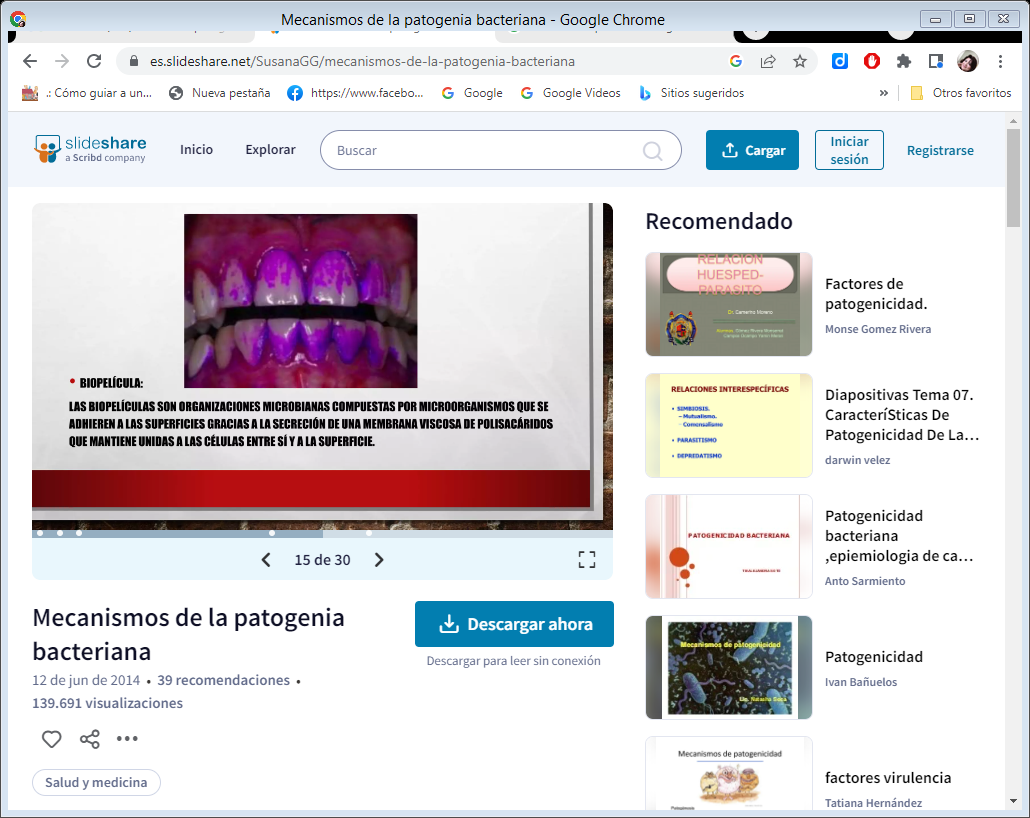 Mecanismos de la patogenia bacteriana - Google Chrome
es.slideshare.net/SusanaGG/mecanismos-de-la-patogenia-bacteriana
.: Cómo guiar a un...
Nueva pestaña
https://www.facebo...
Google
Google Videos
Sitios sugeridos
»
Otros favoritos
slideshare
a Scribd company
Inicio
Explorar
Buscar
Cargar
Iniciar
sesión
Registrarse
• BIOPELÍCULA:
LAS BIOPELÍCULAS SON ORGANIZACIONES MICROBIANAS COMPUESTAS POR MICROORGANISMOS QUE SE
ADHIEREN A LAS SUPERFICIES GRACIAS A LA SECRECIÓN DE UNA MEMBRANA VISCOSA DE POLISACÁRIDOS
QUE MANTIENE UNIDAS A LAS CÉLULAS ENTRE SÍ Y A LA SUPERFICIE.
15 de 30
Mecanismos de la patogenia
bacteriana
Descargar ahora
Descargar para leer sin conexión
12 de jun de 2014 • 39 recomendaciones •
139.691 visualizaciones
Salud y medicina
Recomendado
RELACION
HUESPED-
PARASITO
Dr. Camerino Moreno
Factores de
patogenicidad.
Monse Gomez Rivera
RELACIONES INTERESPECÍFICAS
• SIMBIOSIS.
– Mutualismo.
– Comensalismo
• PARASITISMO
• DEPREDATISMO
Diapositivas Tema 07.
CaracteríSticas De
Patogenicidad De La...
darwin velez
PATOGENICIDAD BACTERIANA
Patogenicidad
bacteriana
,epiemiologia de ca...
Anto Sarmiento
Mecanismos de patogenicidad
Patogenicidad
Ivan Bañuelos
Mecanismos de patogenicidad
factores virulencia
Tatiana Hernández